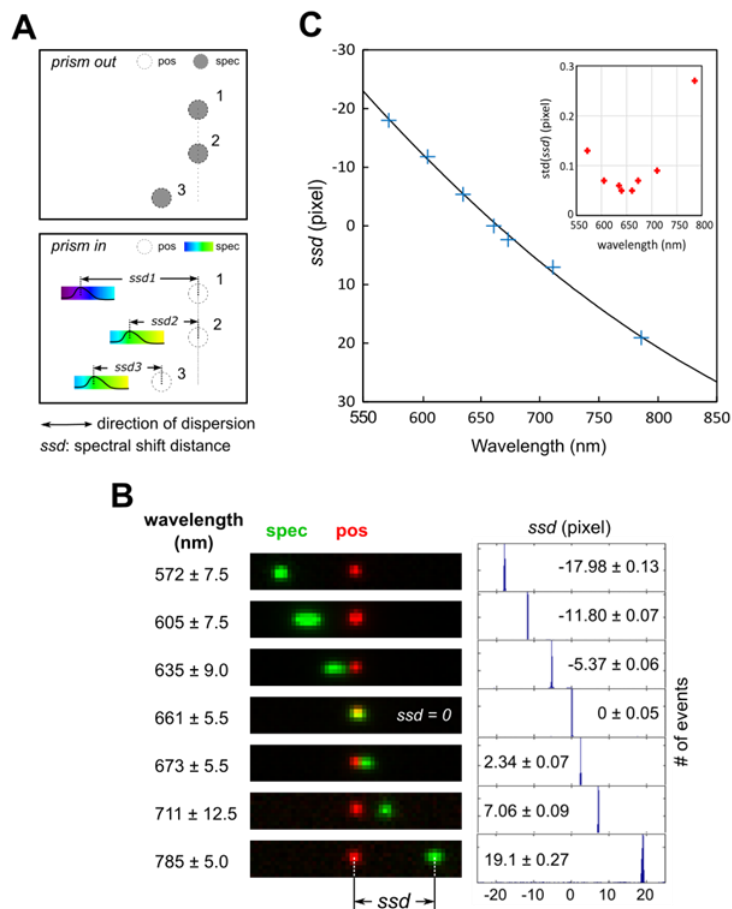 A
prism out
pos
spec
1
2
3
prism in
pos
spec
ssd1
1
ssd2
2
ssd3
3
direction of dispersion
ssd: spectral shift distance
C
-30
-20
-10
0
10
20
30
ssd (pixel)
550
600
650
700
750
800
850
Wavelength (nm)
0.3
0.2
0.1
0
std(ssd) (pixel)
550
600
650
700
800
wavelength (nm)
B
wavelength
(nm)
spec
pos
ssd (pixel)
572 ± 7.5
-17.98 ± 0.13
605 ± 7.5
-11.80 ± 0.07
635 ± 9.0
-5.37 ± 0.06
661 ± 5.5
ssd = 0
0 ± 0.05
673 ± 5.5
2.34 ± 0.07
711 ± 12.5
7.06 ± 0.09
785 ± 5.0
19.1 ± 0.27
# of events
ssd
-20
-10
0
10
20